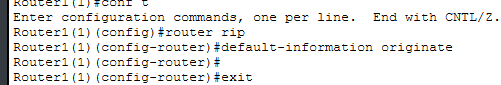 Router1(1)#conf t
Enter configuration commands, one per line.  End with CNTL/Z.
Router1(1)(config)#router rip
Router1(1)(config-router)#default-information originate
Router1(1)(config-router)#
Router1(1)(config-router)#exit